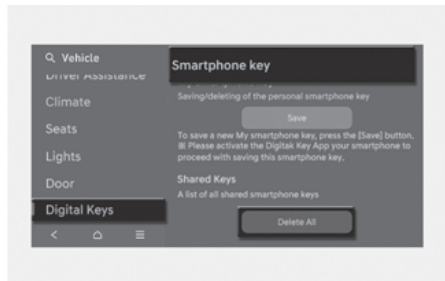 Vehicle
Driver Assistance
Climate
Seats
Lights
Door
Digital Keys
Smartphone key
Saving/deleting of the personal smartphone key
Save
To save a new My smartphone key, press the [Save] button.
※ Please activate the Digitak Key App your smartphone to
proceed with saving this smartphone key.
Shared Keys
A list of all shared smartphone keys
Delete All